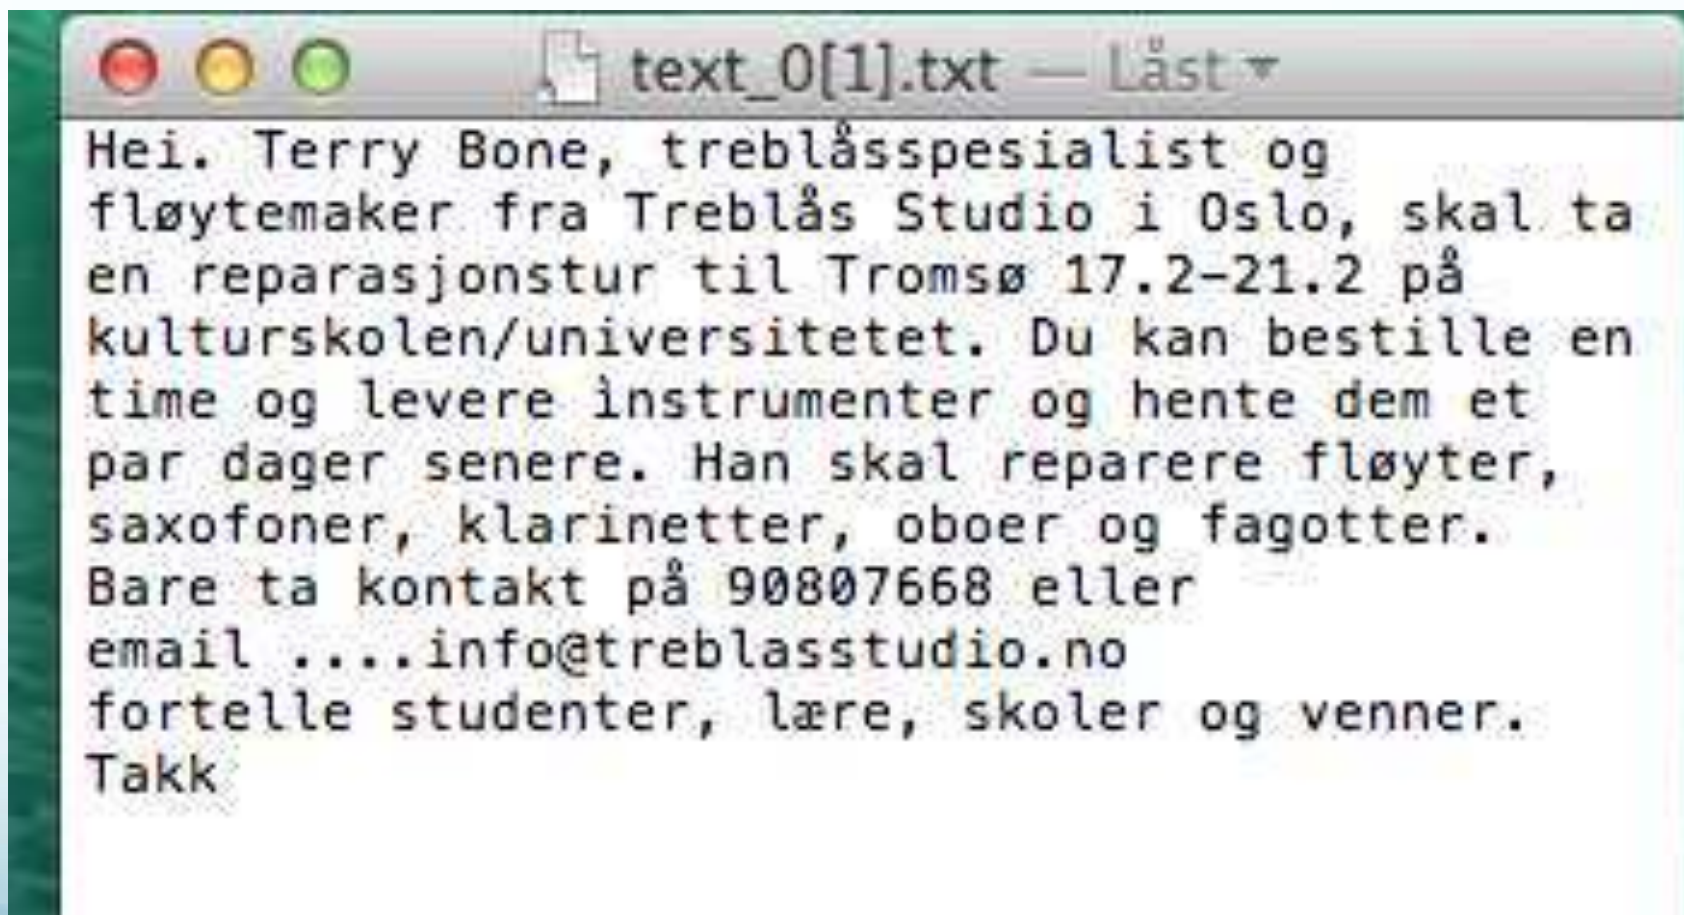 text_0[1].txt — Låst
Hei. Terry Bone, treblåsspesialist og
fløytemaker fra Treblås Studio i Oslo, skal ta
en reparasjonstur til Tromsø 17.2–21.2 på
kulturskolen/universitetet. Du kan bestille en
time og levere ìnstrumenter og hente dem et
par dager senere. Han skal reparere fløyter,
saxofoner, klarinetter, oboer og fagotter.
Bare ta kontakt på 90807668 eller
email ....info@treblasstudio.no
fortelle studenter, lære, skoler og venner.
Takk